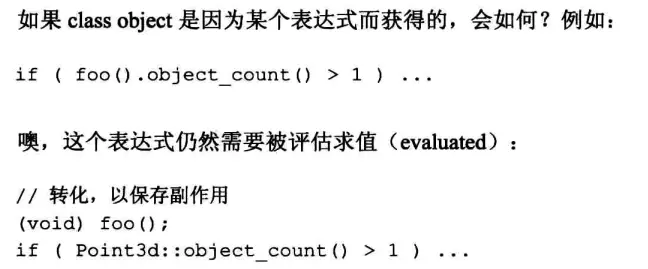 如果 class object 是因为某个表达式而获得的，会如何？例如：
if ( foo().object_count() > 1 ) ...
噢，这个表达式仍然需要被评估求值（evaluated）：
// 转化，以保存副作用
(void) foo();
if ( Point3d::object_count() > 1 ) ...